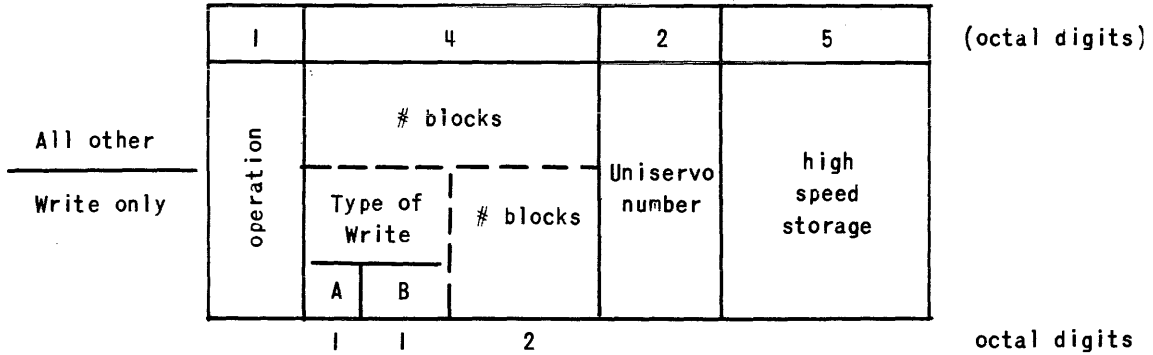 1 4 2 5 (octal digits)
All other
Write only
operation
# blocks
Type of
Write
A B
# blocks
Uniservo
number
high
speed
storage
1 1 2 octal digits